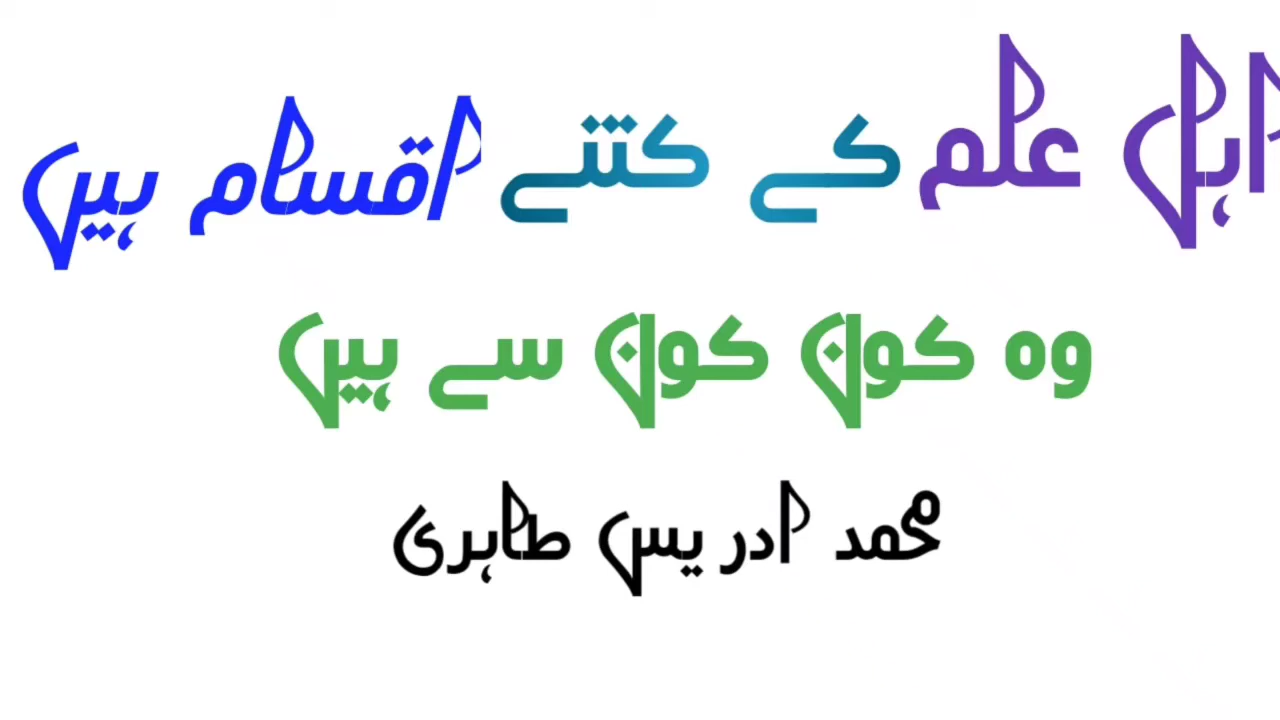 اہل علم کے کتنے اقسام ہیں
وہ کون کون سے ہیں
محمد ادریس طاہری